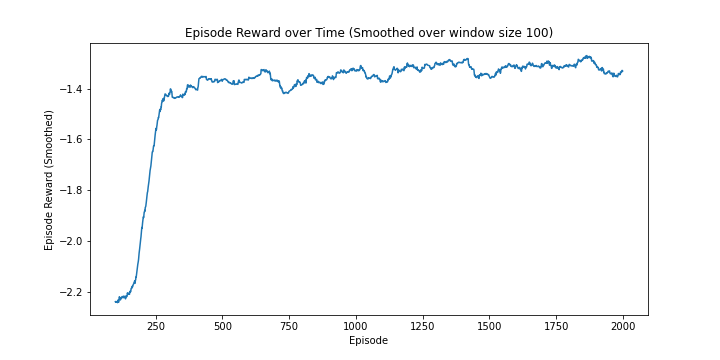 Episode Reward over Time (Smoothed over window size 100)
Episode Reward (Smoothed)
−1.4
−1.6
−1.8
−2.0
−2.2
250 500 750 1000 1250 1500 1750 2000
Episode